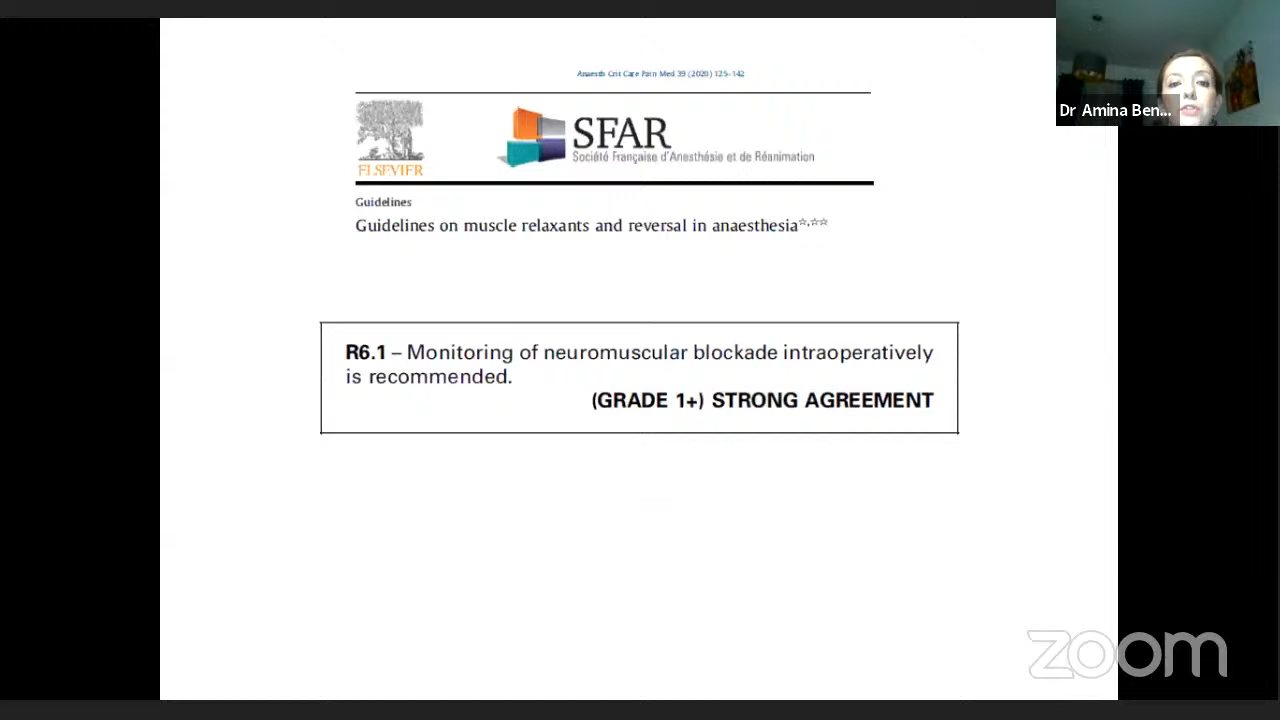 Anaesth Crit Care Pain Med 39 (2020) 125–142
ELSEVIER
SFAR
Société Française d'Anesthésie et de Réanimation
Guidelines
Guidelines on muscle relaxants and reversal in anaesthesia☆,☆☆
R6.1 – Monitoring of neuromuscular blockade intraoperatively
is recommended.
(GRADE 1+) STRONG AGREEMENT
Dr Amina Ben...
zoom